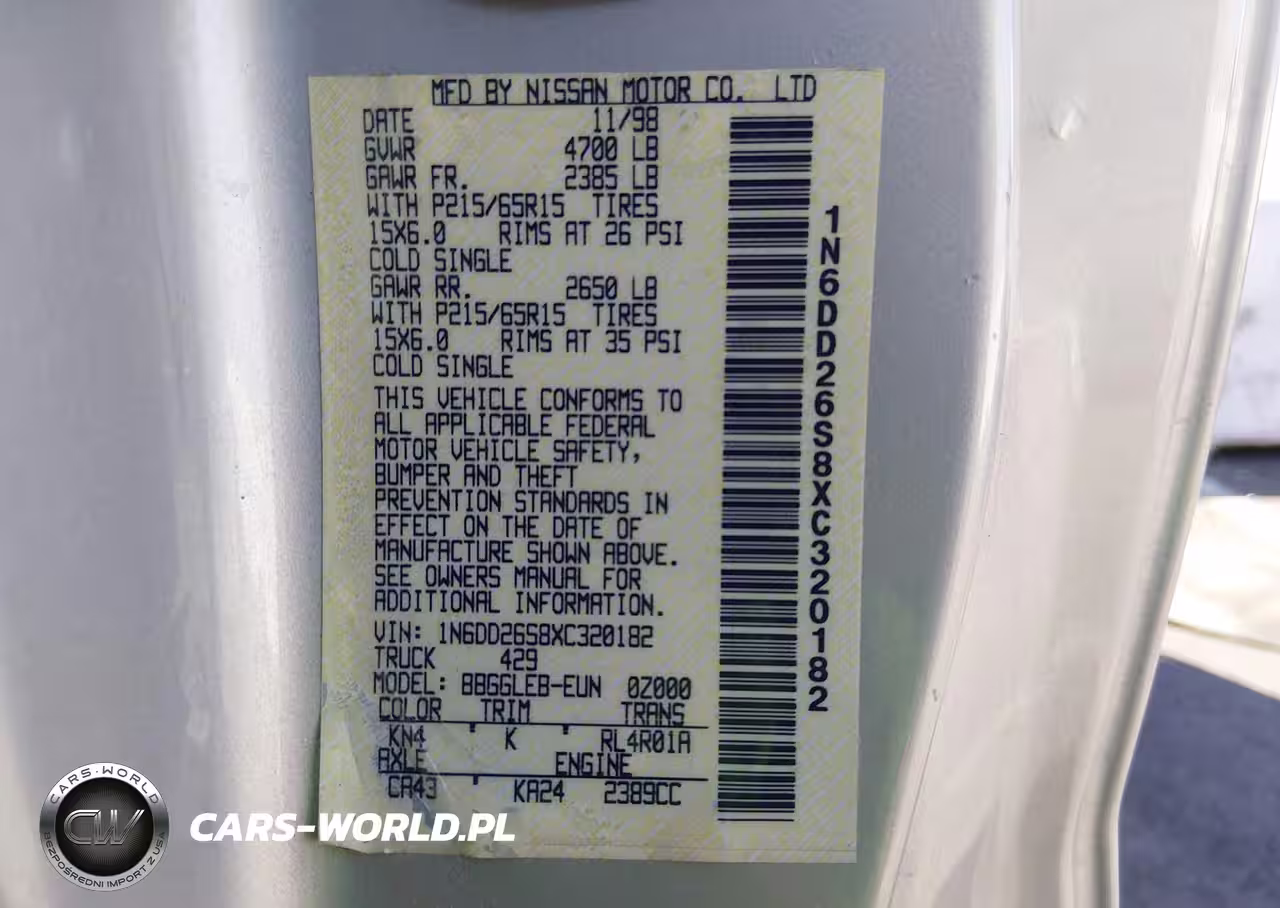 MFD BY NISSAN MOTOR CO. LTD
DATE 11/98
GVWR 4700 LB
GAWR FR. 2385 LB
WITH P215/65R15 TIRES
15X6.0 RIMS AT 26 PSI
COLD SINGLE
GAWR RR. 2650 LB
WITH P215/65R15 TIRES
15X6.0 RIMS AT 35 PSI
COLD SINGLE
THIS VEHICLE CONFORMS TO
ALL APPLICABLE FEDERAL
MOTOR VEHICLE SAFETY,
BUMPER AND THEFT
PREVENTION STANDARDS IN
EFFECT ON THE DATE OF
MANUFACTURE SHOWN ABOVE.
SEE OWNERS MANUAL FOR
ADDITIONAL INFORMATION.
VIN: 1N6DD26S8XC320182
TRUCK 429
MODEL: BBSGLEB-EUN 0Z000
COLOR TRIM TRANS
KN4 K RL4R01A
AXLE ENGINE
CA43 KA24 2389CC
1N6DD26S8XC320182
CARS-WORLD
CW
BEZPOŚREDNI IMPORT Z USA
CARS-WORLD.PL